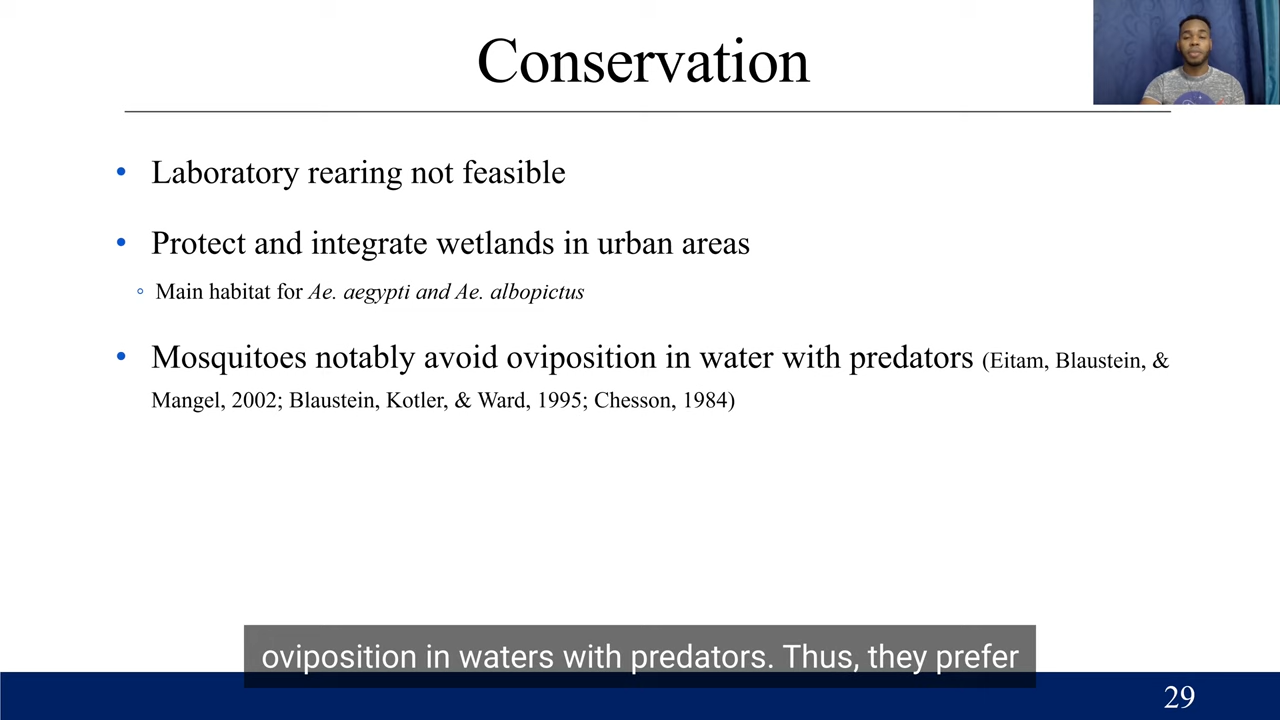 Conservation
• Laboratory rearing not feasible
• Protect and integrate wetlands in urban areas
◦ Main habitat for Ae. aegypti and Ae. albopictus
• Mosquitoes notably avoid oviposition in water with predators (Eitam, Blaustein, &
Mangel, 2002; Blaustein, Kotler, & Ward, 1995; Chesson, 1984)
oviposition in waters with predators. Thus, they prefer
29